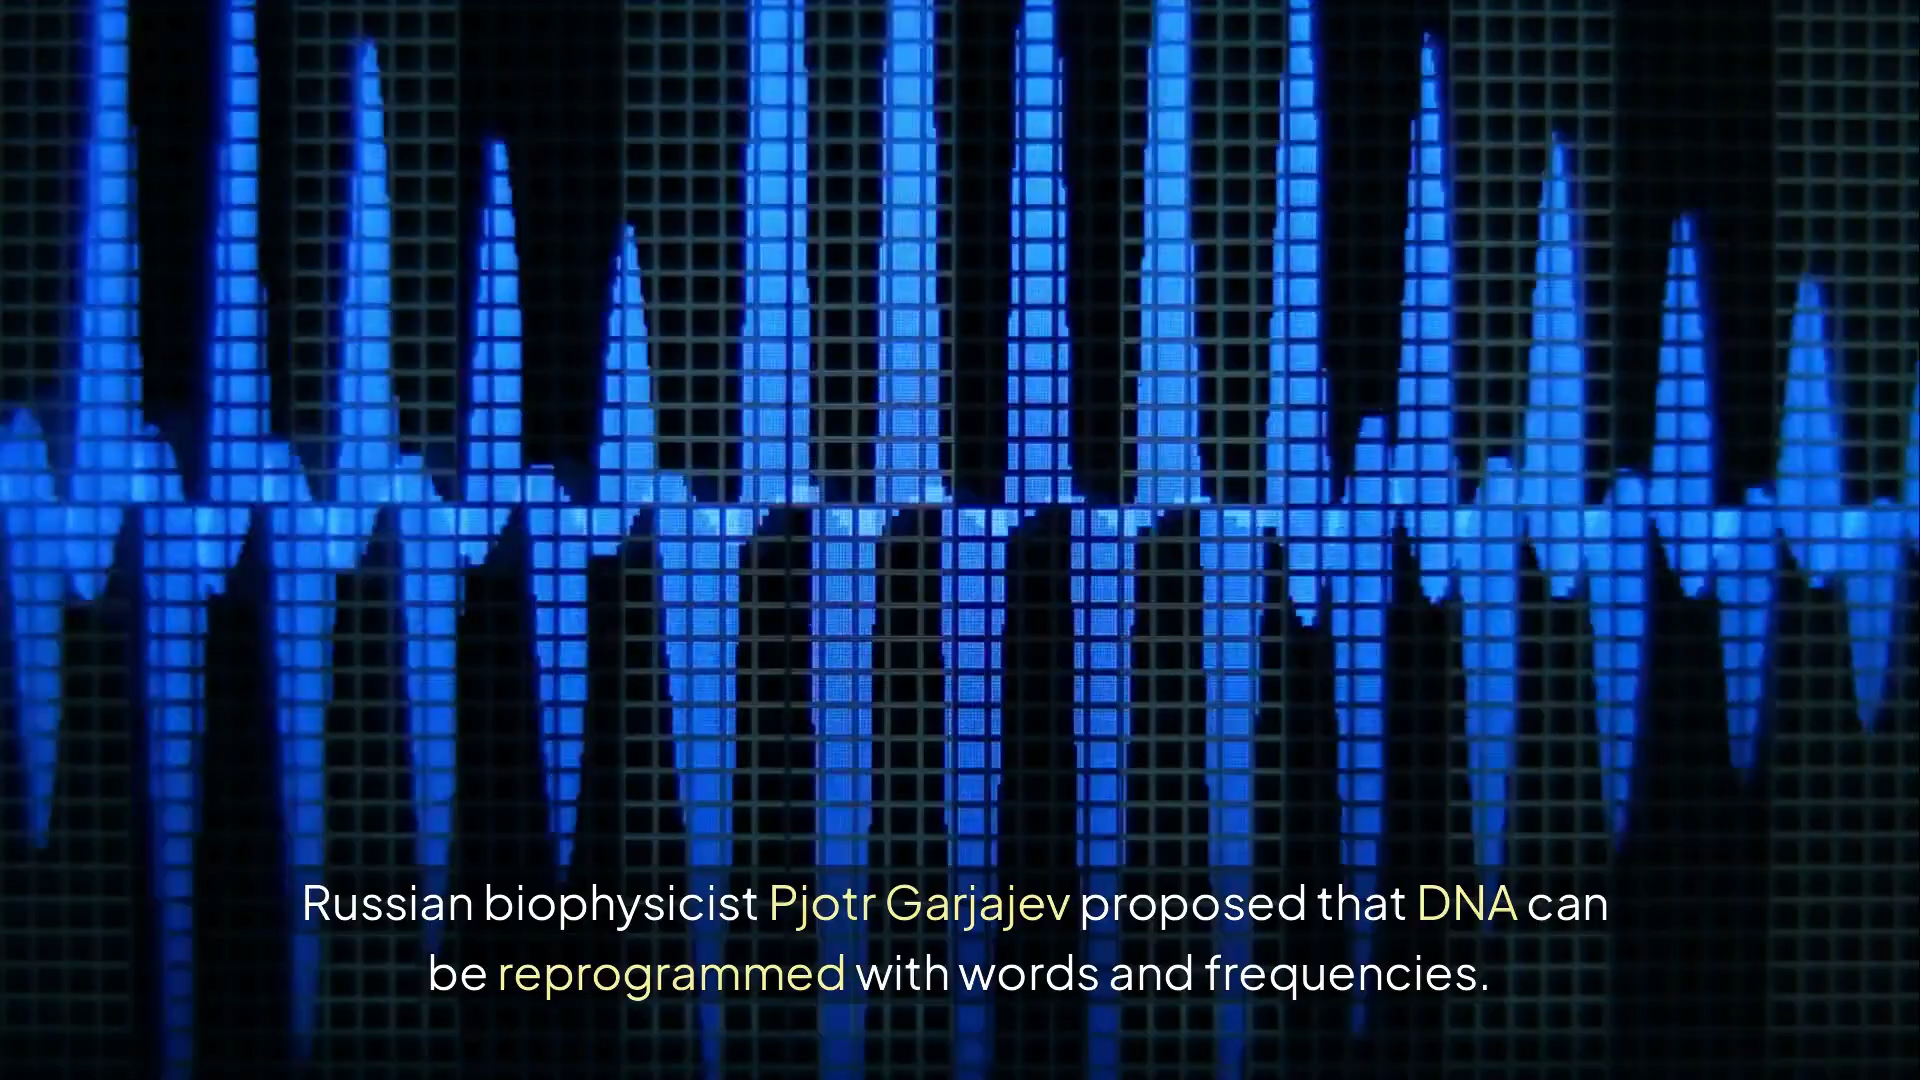 Russian biophysicist Pjotr Garjajev proposed that DNA can
be reprogrammed with words and frequencies.